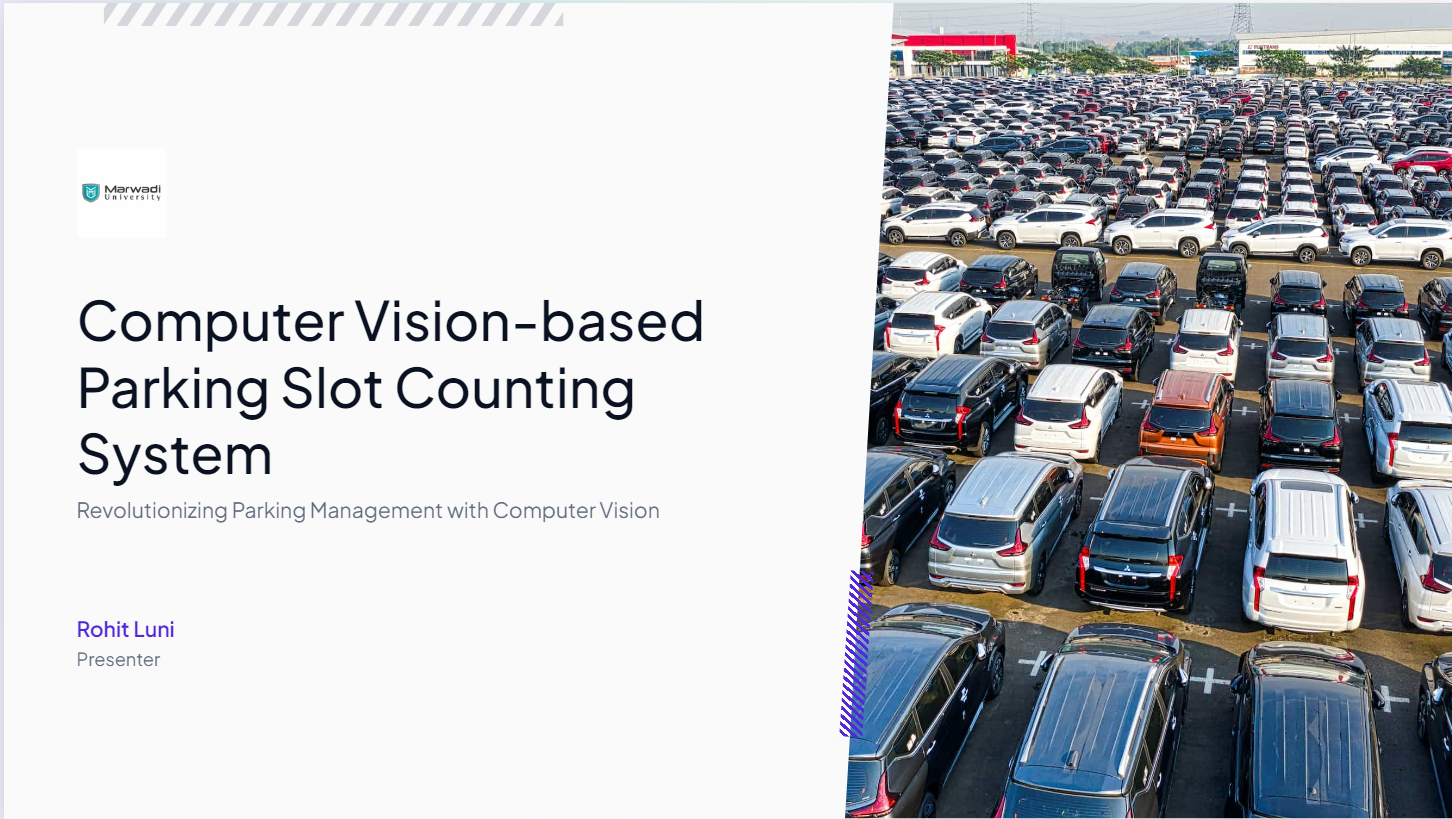 Marwadi
University
Computer Vision-based
Parking Slot Counting
System
Revolutionizing Parking Management with Computer Vision
Rohit Luni
Presenter